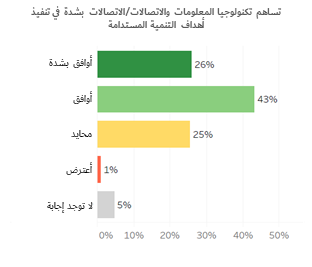 تساهم تكنولوجيا المعلومات والاتصالات/الاتصالات بشدة في تنفيذ
أهداف التنمية المستدامة
أوافق بشدة 26%
أوافق 43%
محايد 25%
أعترض 1%
لا توجد إجابة 5%
0% 10% 20% 30% 40% 50%